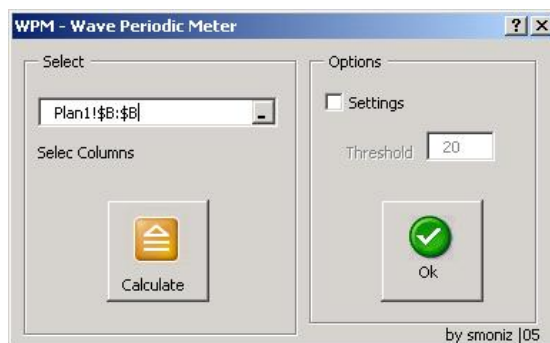 WPM - Wave Periodic Meter
Select
Plan1!$B:$B
Selec Columns
Calculate
Options
Settings
Threshold 20
Ok
by smoniz |05